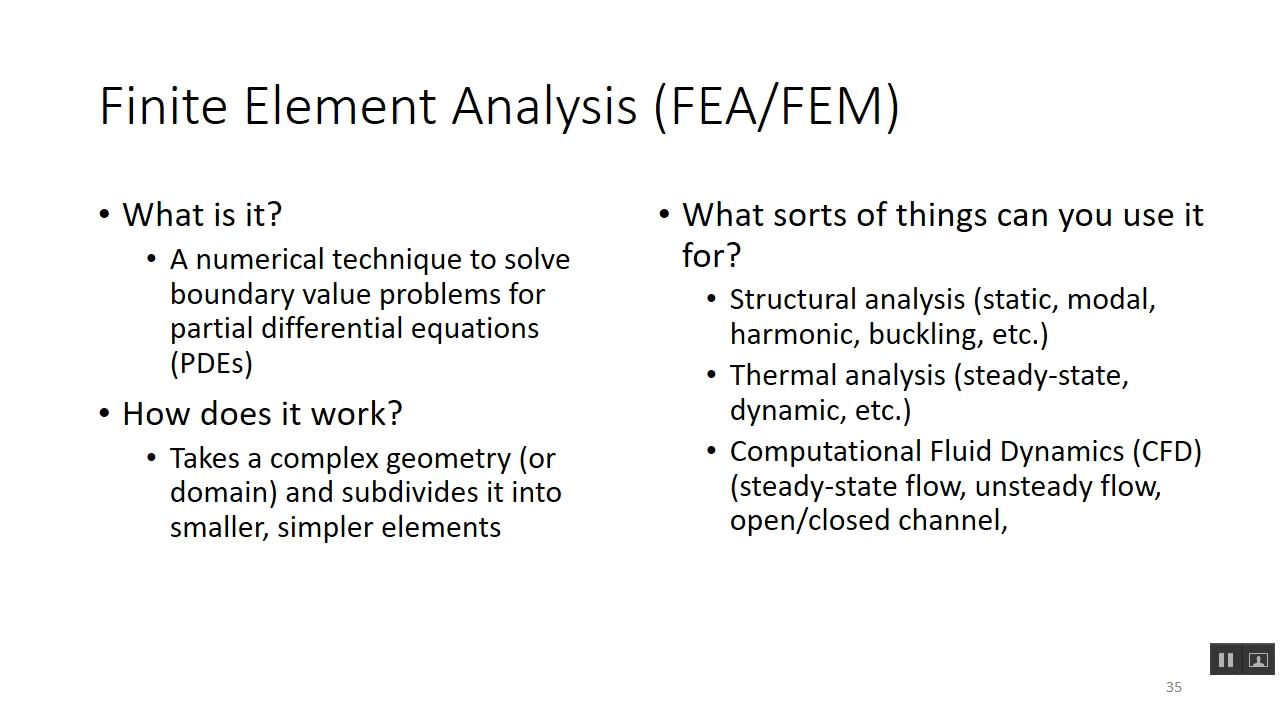 Finite Element Analysis (FEA/FEM)
• What is it?
• A numerical technique to solve
boundary value problems for
partial differential equations
(PDEs)
• How does it work?
• Takes a complex geometry (or
domain) and subdivides it into
smaller, simpler elements
• What sorts of things can you use it
for?
• Structural analysis (static, modal,
harmonic, buckling, etc.)
• Thermal analysis (steady-state,
dynamic, etc.)
• Computational Fluid Dynamics (CFD)
(steady-state flow, unsteady flow,
open/closed channel,
35